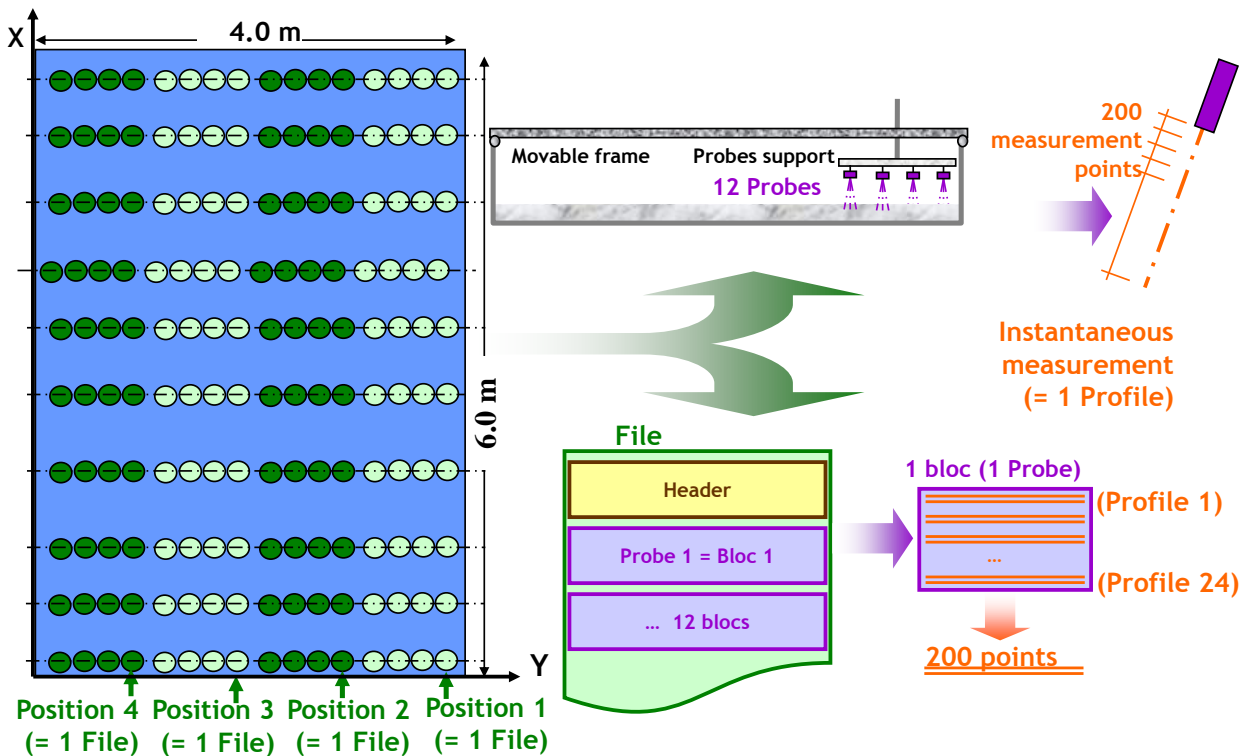 X
4.0 m
6.0 m
Y
Position 4
(= 1 File)
Position 3
(= 1 File)
Position 2
(= 1 File)
Position 1
(= 1 File)
Movable frame
Probes support
12 Probes
200
measurement
points
Instantaneous
measurement
(= 1 Profile)
File
Header
Probe 1 = Bloc 1
... 12 blocs
1 bloc (1 Probe)
(Profile 1)
...
(Profile 24)
200 points